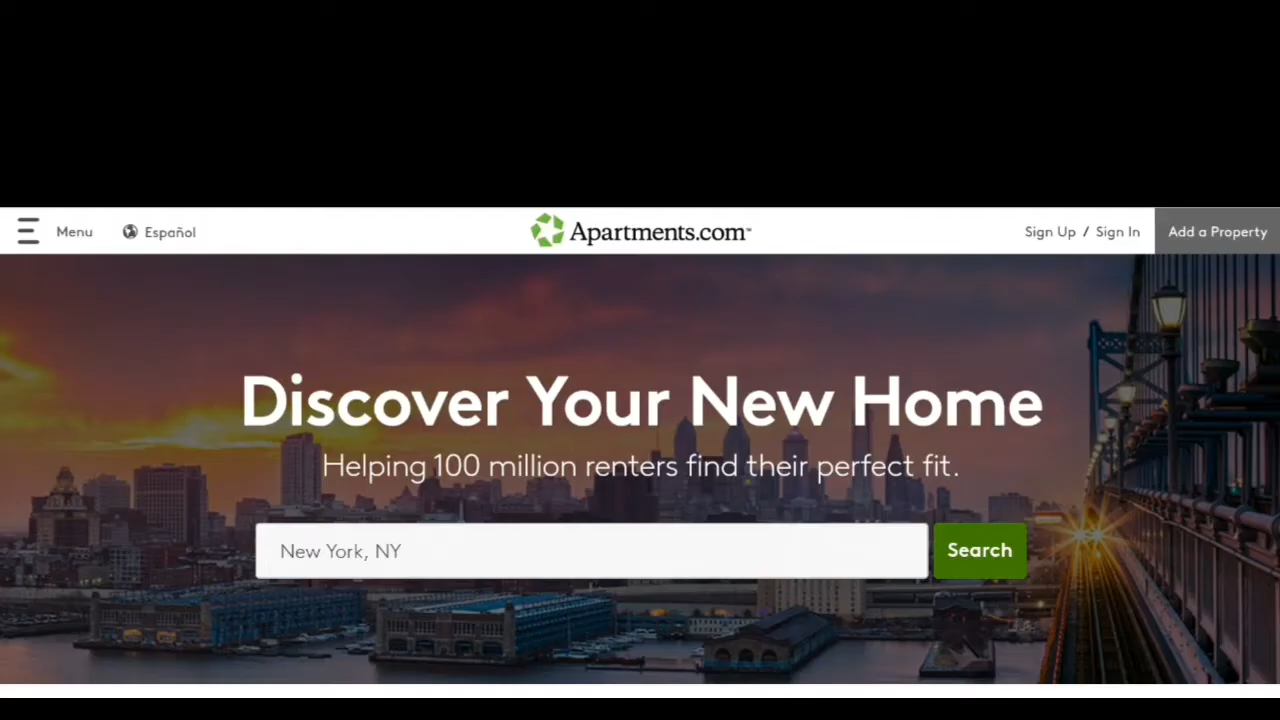 Menu Español Apartments.com™ Sign Up / Sign In Add a Property
Discover Your New Home
Helping 100 million renters find their perfect fit.
New York, NY Search